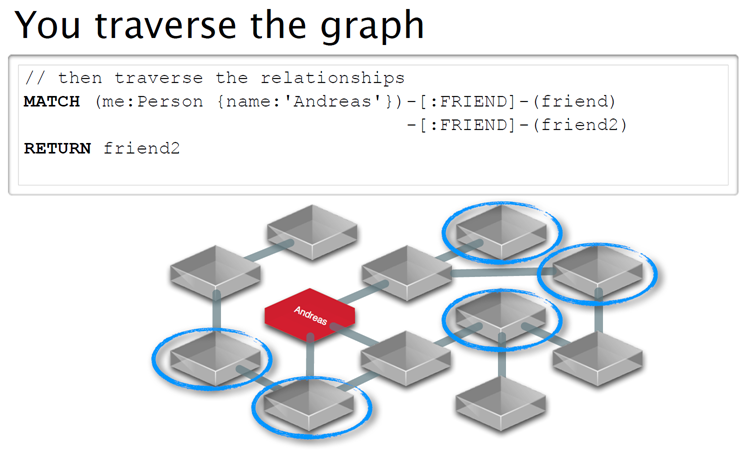 You traverse the graph
// then traverse the relationships
MATCH (me:Person {name:'Andreas'})-[:FRIEND]-(friend)
-[:FRIEND]-(friend2)
RETURN friend2
Andreas